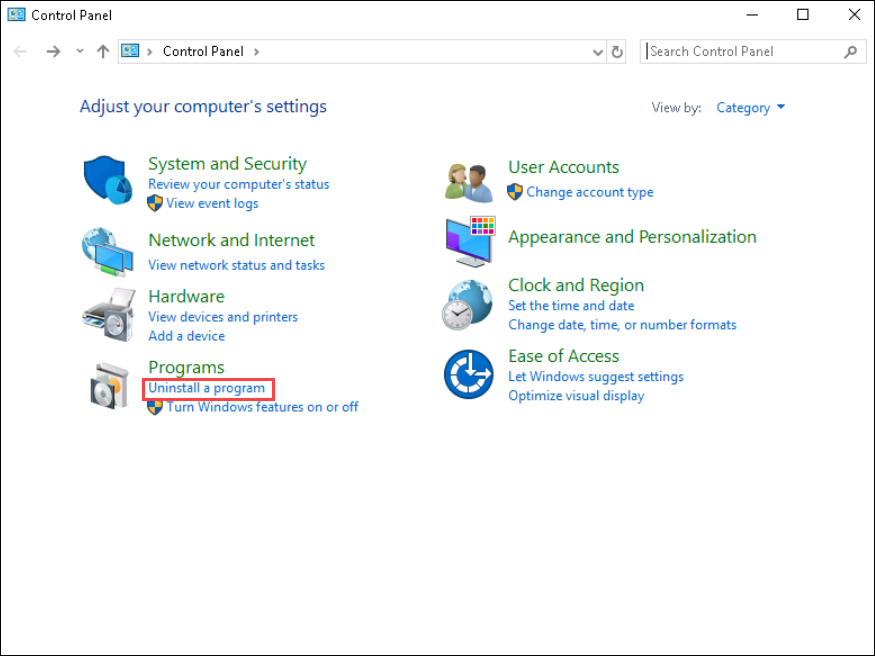 Control Panel
Control Panel
Search Control Panel
Adjust your computer's settings
View by: Category
System and Security
Review your computer's status
View event logs
Network and Internet
View network status and tasks
Hardware
View devices and printers
Add a device
Programs
Uninstall a program
Turn Windows features on or off
User Accounts
Change account type
Appearance and Personalization
Clock and Region
Set the time and date
Change date, time, or number formats
Ease of Access
Let Windows suggest settings
Optimize visual display